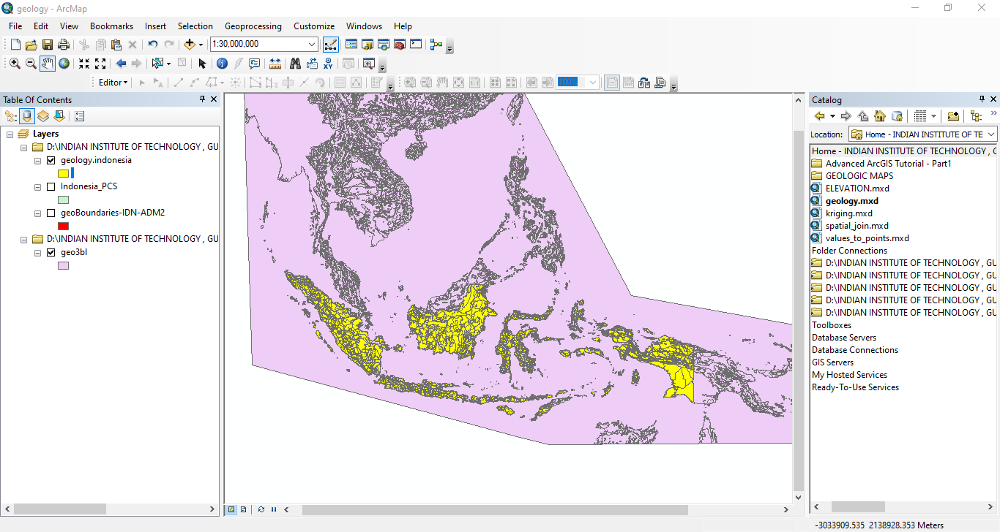 geology - ArcMap
File Edit View Bookmarks Insert Selection Geoprocessing Customize Windows Help
1:30,000,000
Editor
100%
Table Of Contents
Layers
D:\INDIAN INSTITUTE OF TECHNOLOGY , GU
geology.indonesia
Indonesia_PCS
geoBoundaries-IDN-ADM2
D:\INDIAN INSTITUTE OF TECHNOLOGY , GU
geo3bl
Catalog
Location: Home - INDIAN INSTITUTE OF TE
Home - INDIAN INSTITUTE OF TECHNOLOGY , G
Advanced ArcGIS Tutorial - Part1
GEOLOGIC MAPS
ELEVATION.mxd
geology.mxd
kriging.mxd
spatial_join.mxd
values_to_points.mxd
Folder Connections
D:\INDIAN INSTITUTE OF TECHNOLOGY, GU
D:\INDIAN INSTITUTE OF TECHNOLOGY, GU
D:\INDIAN INSTITUTE OF TECHNOLOGY, GU
D:\INDIAN INSTITUTE OF TECHNOLOGY, GU
D:\INDIAN INSTITUTE OF TECHNOLOGY, GU
Toolboxes
Database Servers
Database Connections
GIS Servers
My Hosted Services
Ready-To-Use Services
-3033909.535 2138928.353 Meters